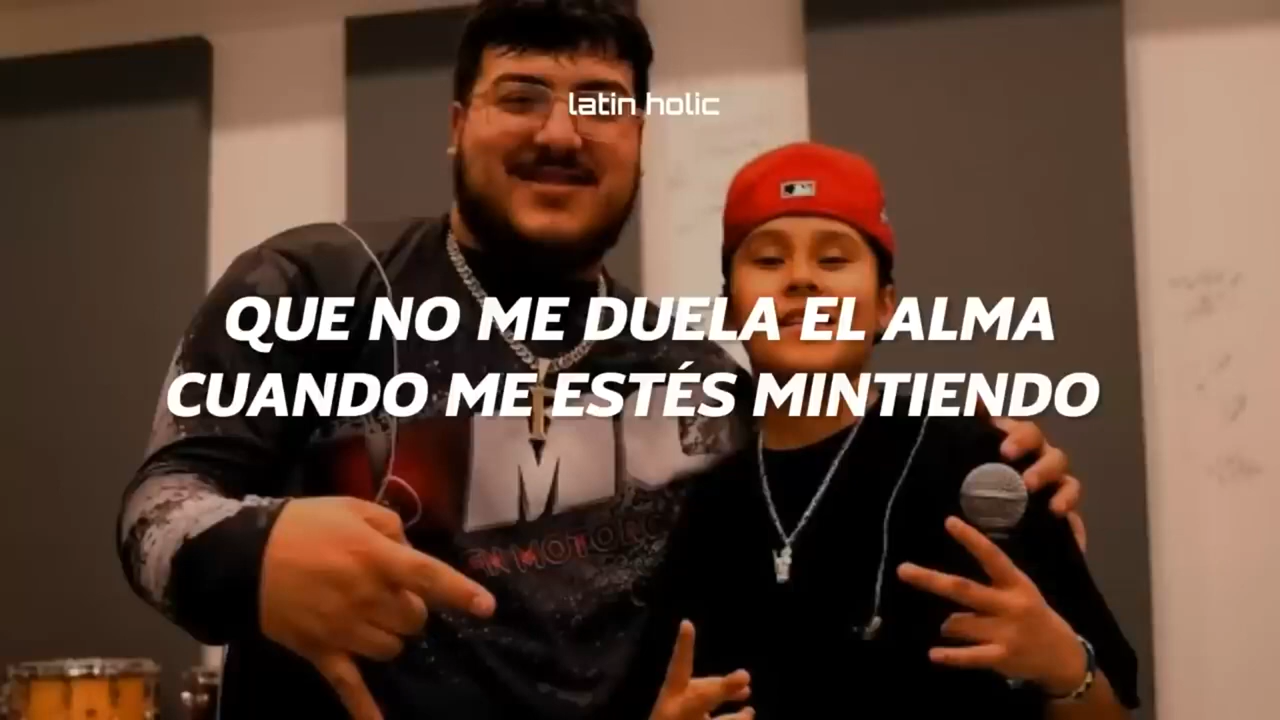 latin holic
QUE NO ME DUELA EL ALMA
CUANDO ME ESTÉS MINTIENDO
M